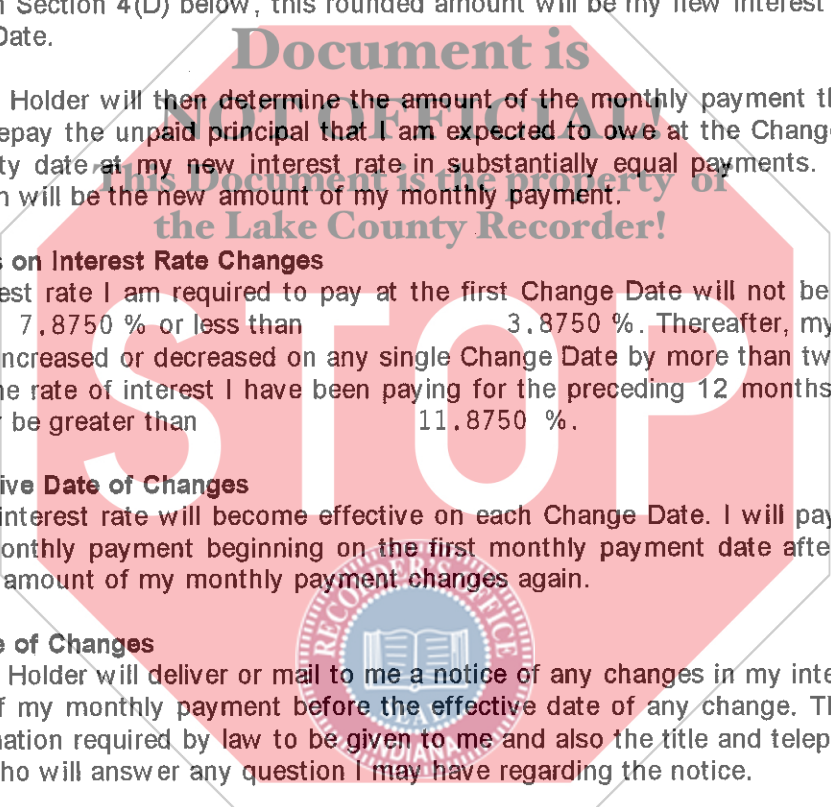 n Section 4(D) below, this rounded amount will be my new interest
Date.
Document is
Holder will then determine the amount of the monthly payment th
NOT OFFICIAL!
epay the unpaid principal that I am expected to owe at the Change
ty date at my new interest rate in substantially equal payments.
This Document is the property of
n will be the new amount of my monthly payment.
the Lake County Recorder!
s on Interest Rate Changes
est rate I am required to pay at the first Change Date will not be
7.8750 % or less than 3.8750 %. Thereafter, my
ncreased or decreased on any single Change Date by more than tw
ne rate of interest I have been paying for the preceding 12 months
r be greater than 11.8750 %.
STOP
ive Date of Changes
interest rate will become effective on each Change Date. I will pay
onthly payment beginning on the first monthly payment date afte
amount of my monthly payment changes again.
RECORDER'S OFFICE
e of Changes
Holder will deliver or mail to me a notice of any changes in my inte
f my monthly payment before the effective date of any change. Th
SEAL
nation required by law to be given to me and also the title and telep
INDIANA
ho will answer any question I may have regarding the notice.